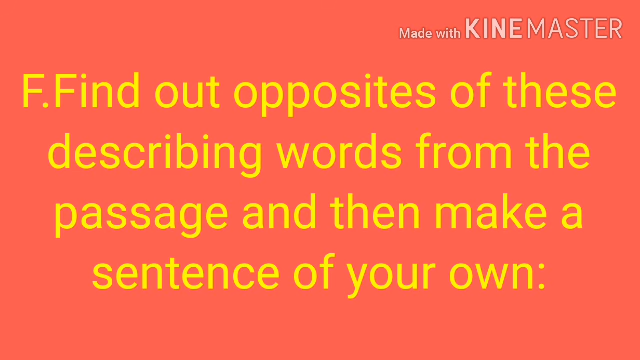 Made with KINEMASTER
F.Find out opposites of these
describing words from the
passage and then make a
sentence of your own: